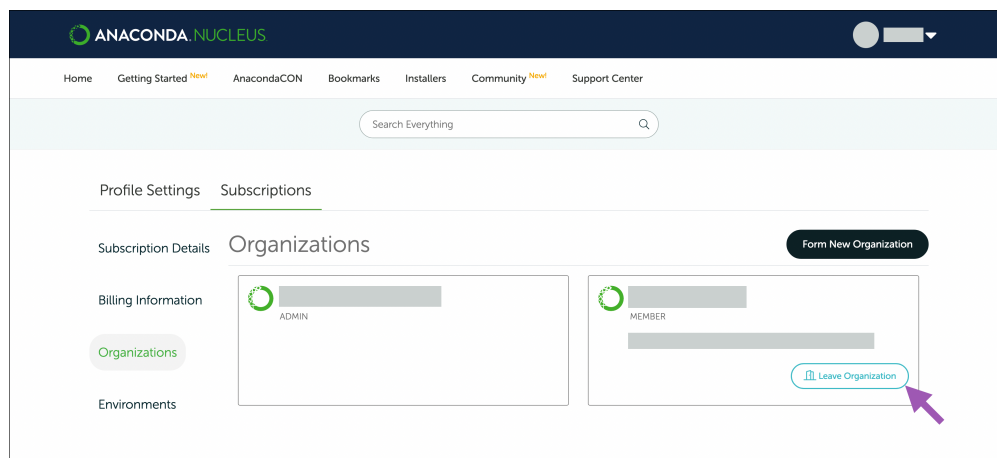 ANACONDA.NUCLEUS.
Home Getting Started New! AnacondaCON Bookmarks Installers Community New! Support Center
Search Everything
Profile Settings Subscriptions
Subscription Details
Billing Information
Organizations
Environments
Organizations
Form New Organization
ADMIN
MEMBER
Leave Organization